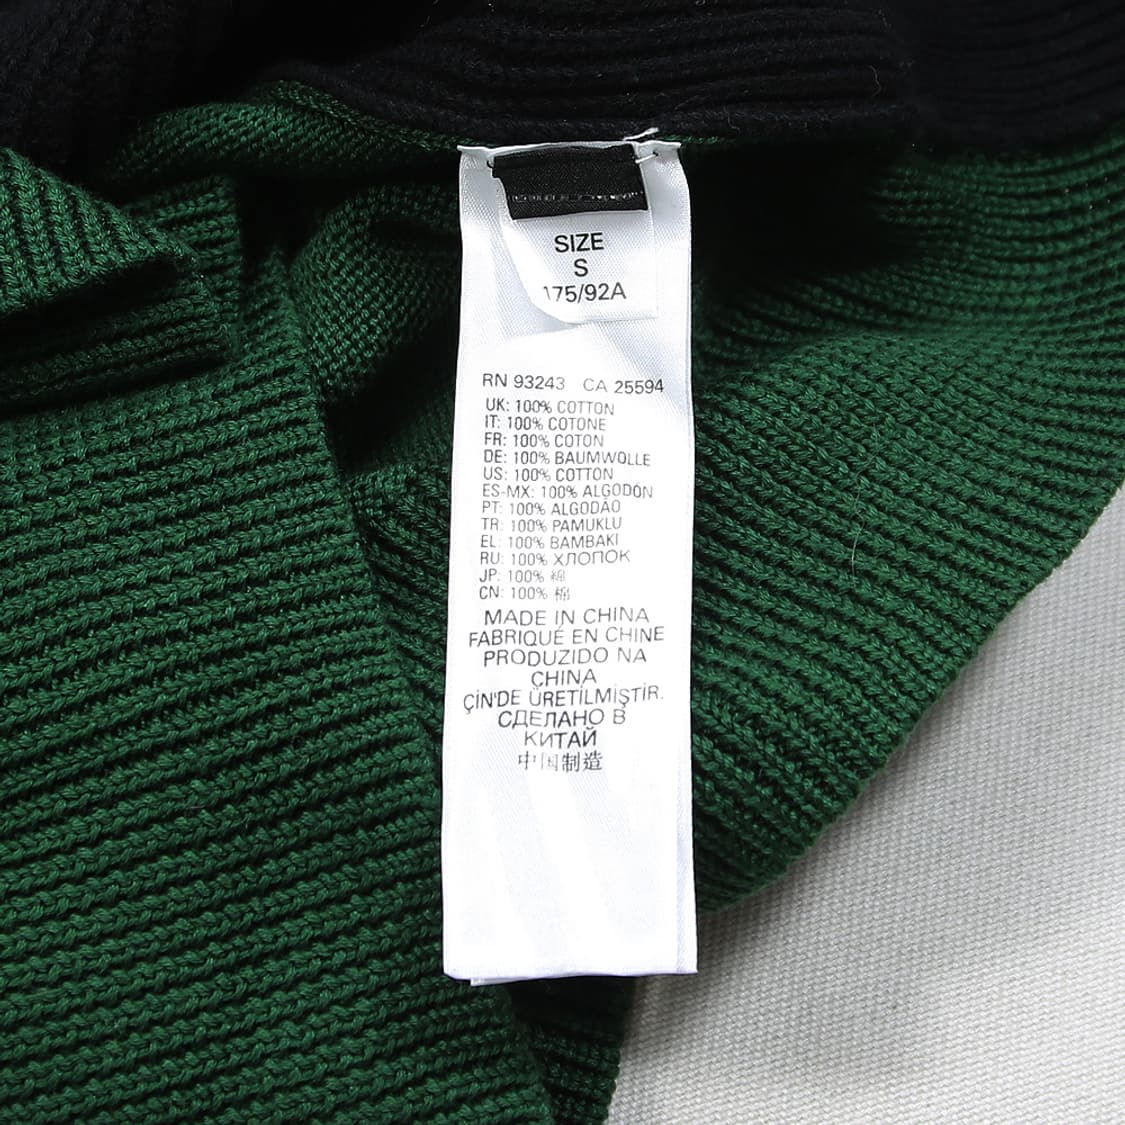 SIZE
S
175/92A
RN 93243 CA 25594
UK: 100% COTTON
IT: 100% COTONE
FR: 100% COTON
DE: 100% BAUMWOLLE
US: 100% COTTON
ES-MX: 100% ALGODÓN
PT: 100% ALGODÃO
TR: 100% PAMUKLU
EL: 100% BAMBAKI
RU: 100% ХЛОПОК
JP: 100% 綿
CN: 100% 棉
MADE IN CHINA
FABRIQUÉ EN CHINE
PRODUZIDO NA
CHINA
ÇİN'DE ÜRETİLMİŞTİR.
СДЕЛАНО В
КИТАЙ
中国制造